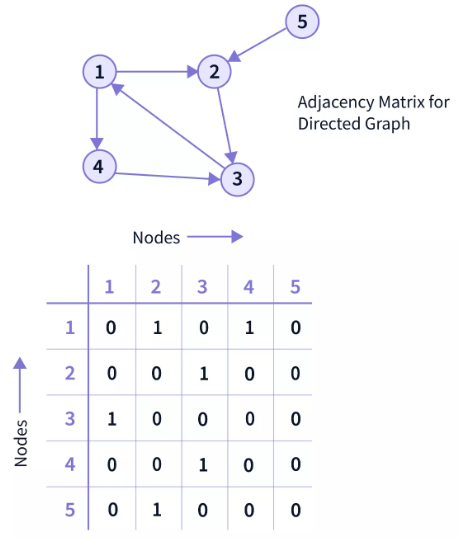 5
1
2
Adjacency Matrix for
Directed Graph
4
3
Nodes
1 2 3 4 5
1 0 1 0 1 0
2 0 0 1 0 0
3 1 0 0 0 0
4 0 0 1 0 0
5 0 1 0 0 0
Nodes